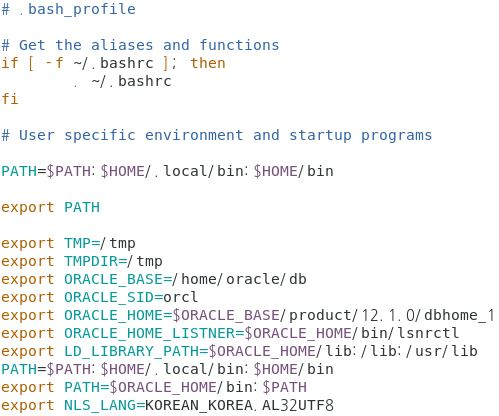 # .bash_profile
# Get the aliases and functions
if [ -f ~/.bashrc ]; then
. ~/.bashrc
fi
# User specific environment and startup programs
PATH=$PATH:$HOME/.local/bin:$HOME/bin
export PATH
export TMP=/tmp
export TMPDIR=/tmp
export ORACLE_BASE=/home/oracle/db
export ORACLE_SID=orcl
export ORACLE_HOME=$ORACLE_BASE/product/12.1.0/dbhome_1
export ORACLE_HOME_LISTNER=$ORACLE_HOME/bin/lsnrctl
export LD_LIBRARY_PATH=$ORACLE_HOME/lib:/lib:/usr/lib
PATH=$PATH:$HOME/.local/bin:$HOME/bin
export PATH=$ORACLE_HOME/bin:$PATH
export NLS_LANG=KOREAN_KOREA.AL32UTF8